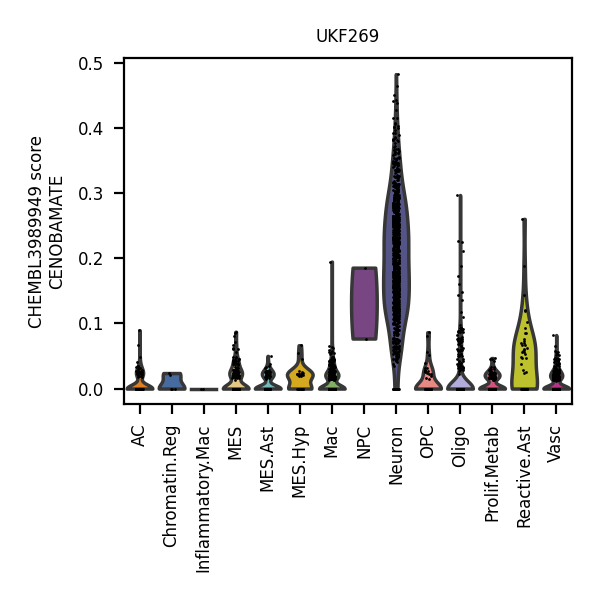 UKF269
CHEMBL3989949 score
CENOBAMATE
0.5
0.4
0.3
0.2
0.1
0.0
AC
Chromatin.Reg
Inflammatory.Mac
MES
MES.Ast
MES.Hyp
Mac
NPC
Neuron
OPC
Oligo
Prolif.Metab
Reactive.Ast
Vasc